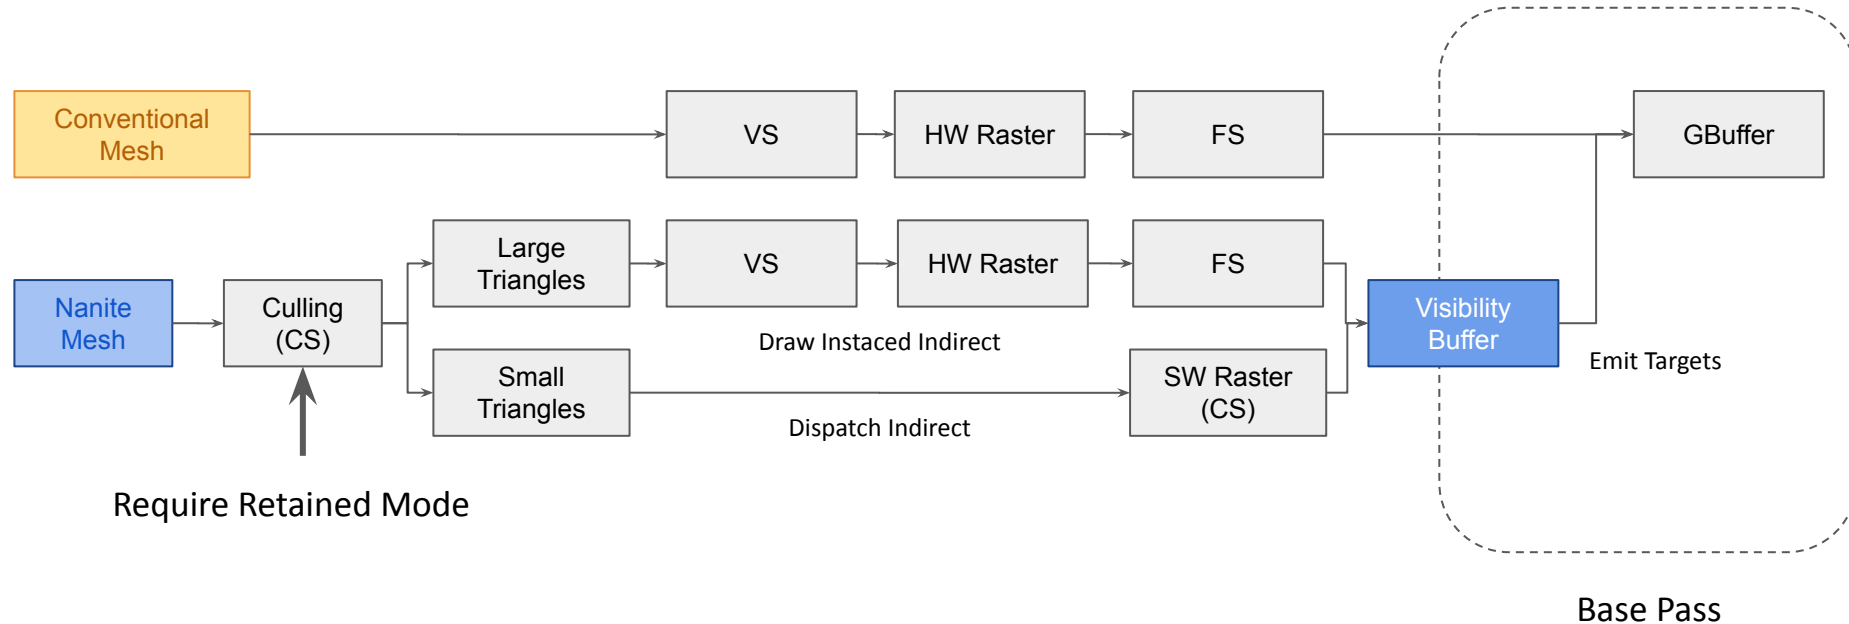 Conventional
Mesh
VS
HW Raster
FS
GBuffer
Nanite
Mesh
Culling
(CS)
Large
Triangles
VS
HW Raster
FS
Draw Instaced Indirect
Small
Triangles
Dispatch Indirect
SW Raster
(CS)
Visibility
Buffer
Emit Targets
Require Retained Mode
Base Pass